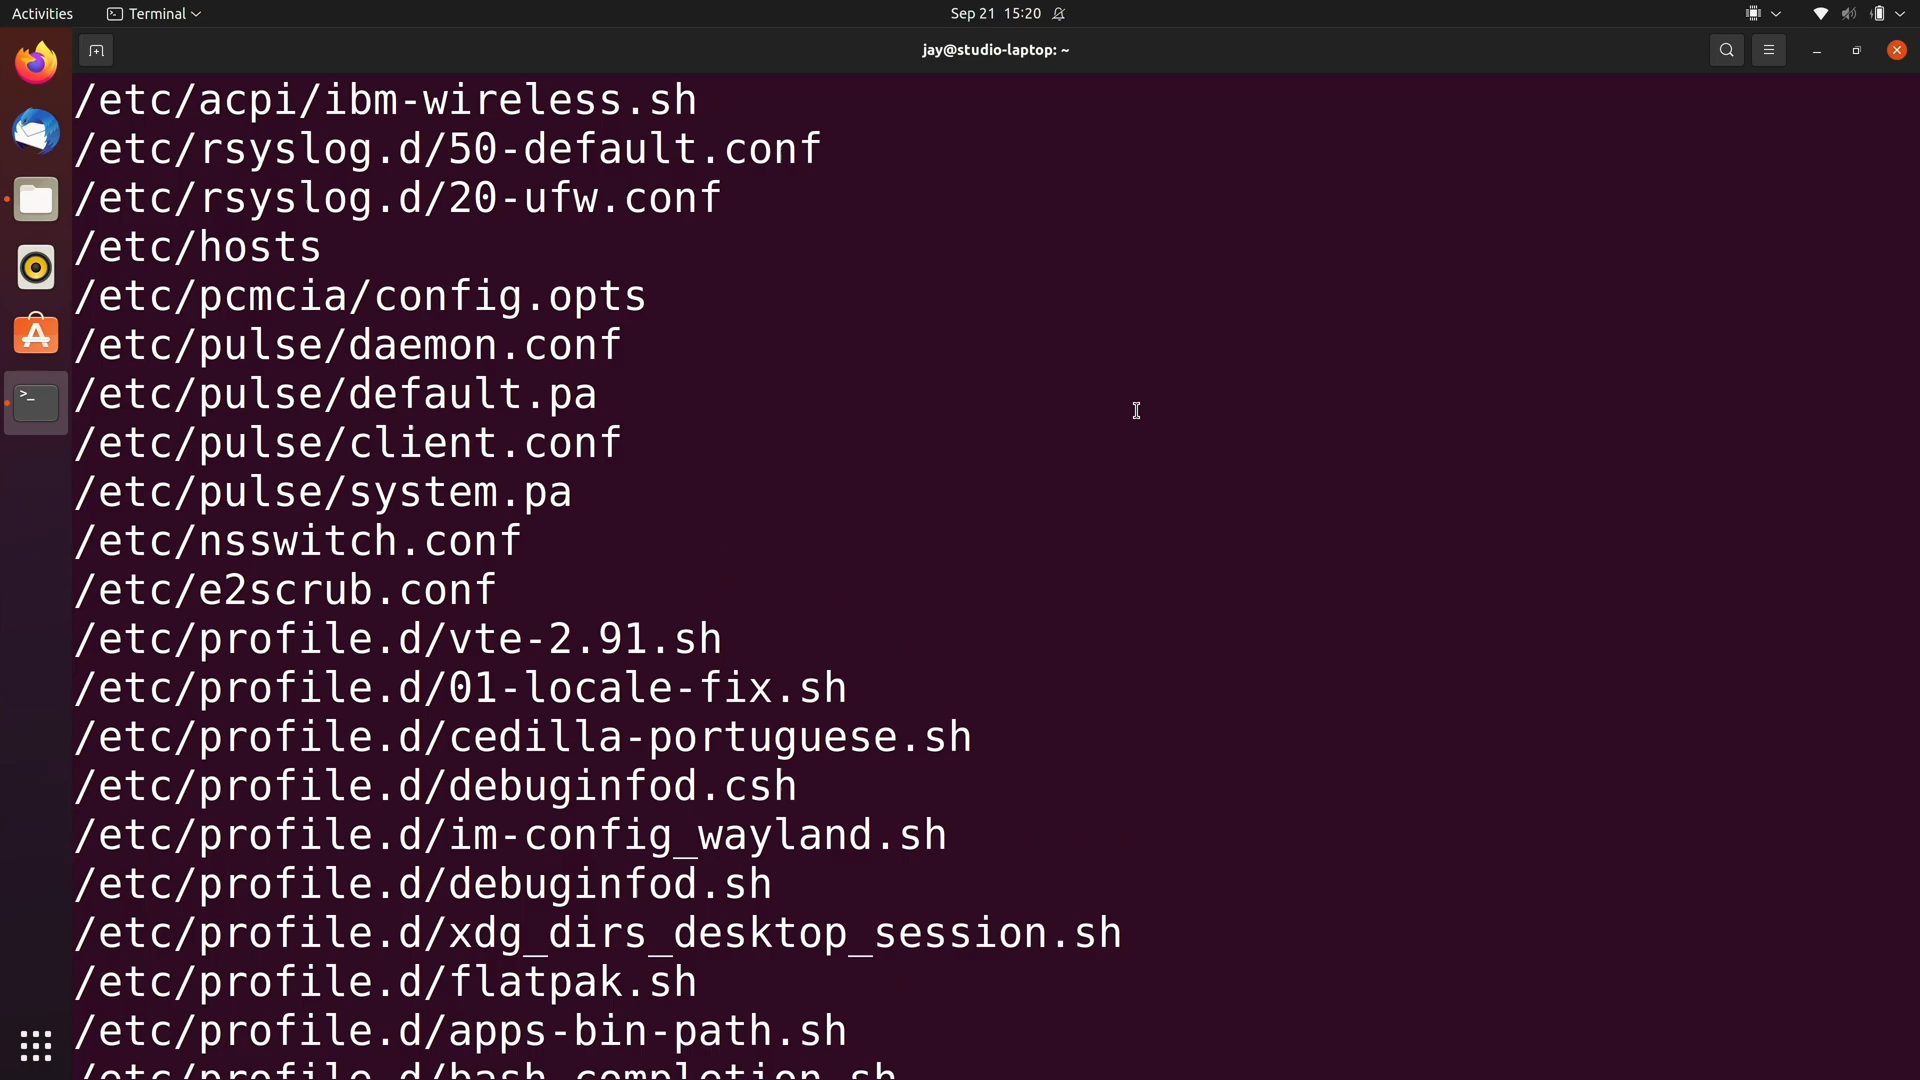 Activities
Terminal
Sep 21 15:20
jay@studio-laptop: ~
/etc/acpi/ibm-wireless.sh
/etc/rsyslog.d/50-default.conf
/etc/rsyslog.d/20-ufw.conf
/etc/hosts
/etc/pcmcia/config.opts
/etc/pulse/daemon.conf
/etc/pulse/default.pa
/etc/pulse/client.conf
/etc/pulse/system.pa
/etc/nsswitch.conf
/etc/e2scrub.conf
/etc/profile.d/vte-2.91.sh
/etc/profile.d/01-locale-fix.sh
/etc/profile.d/cedilla-portuguese.sh
/etc/profile.d/debuginfod.csh
/etc/profile.d/im-config_wayland.sh
/etc/profile.d/debuginfod.sh
/etc/profile.d/xdg_dirs_desktop_session.sh
/etc/profile.d/flatpak.sh
/etc/profile.d/apps-bin-path.sh
/etc/profile.d/bash_completion.sh